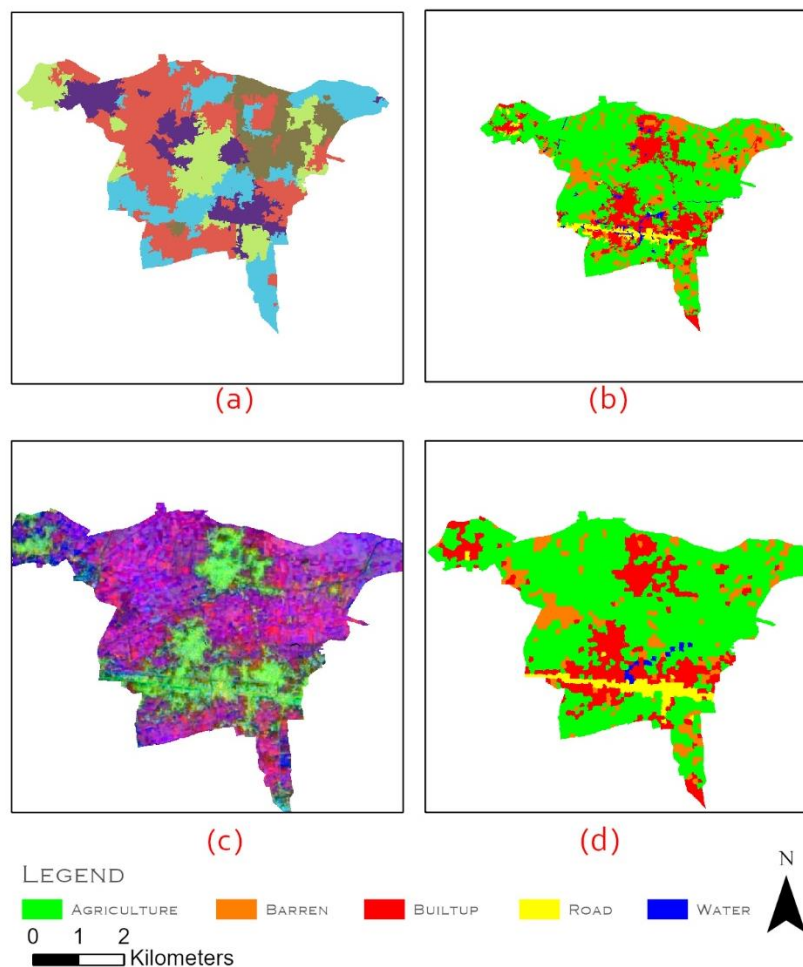 (a)
(b)
(c)
(d)
N
LEGEND
AGRICULTURE BARREN BUILTUP ROAD WATER
0 1 2
Kilometers